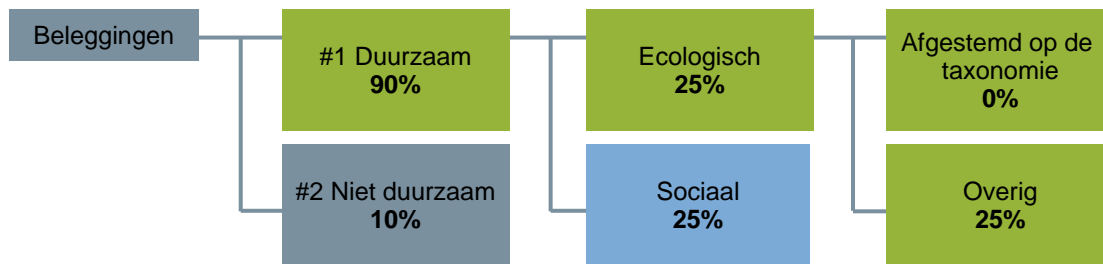 Beleggingen
#1 Duurzaam
90%
#2 Niet duurzaam
10%
Ecologisch
25%
Sociaal
25%
Afgestemd op de
taxonomie
0%
Overig
25%